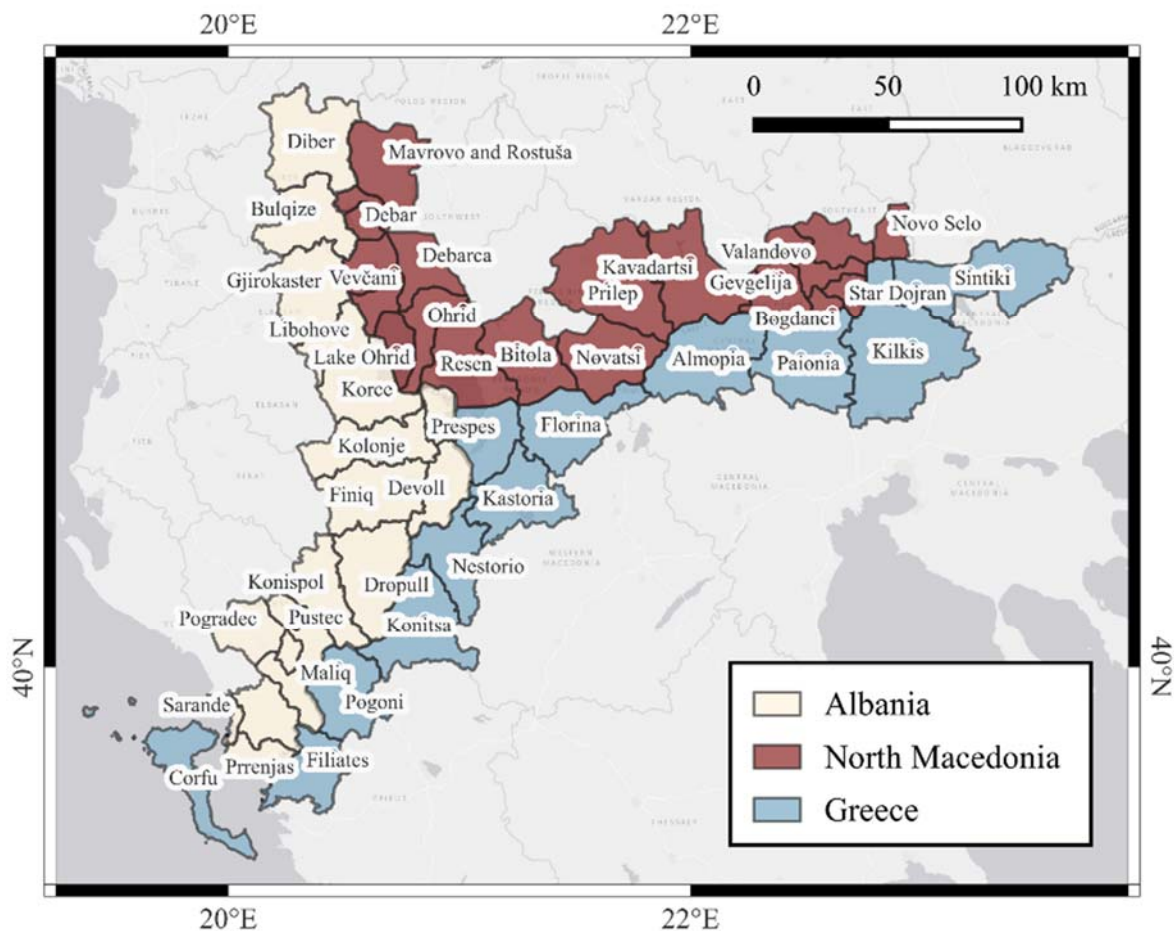 20°E 22°E
0 50 100 km
Diber
Mavrovo and Rostuša
Bulqize
Debar
Novo Selo
Debarca
Valandovo
Gjirokaster
Vevčani
Kavadartsi
Gevgelija
Sintiki
Prilep
Star Dojran
Libohove
Ohrid
Bogdanci
Lake Ohrid
Resen
Bitola
Novatsi
Almopia
Paionia
Kilkis
Korce
Prespes
Florina
Kolonje
Finiq
Devoll
Kastoria
Konispol
Dropull
Nestorio
Pogradec
Pustec
Konitsa
40°N 40°N
Maliq
Sarande
Pogoni
Albania
Prrenjas
Filiates
North Macedonia
Corfu
Greece
20°E 22°E